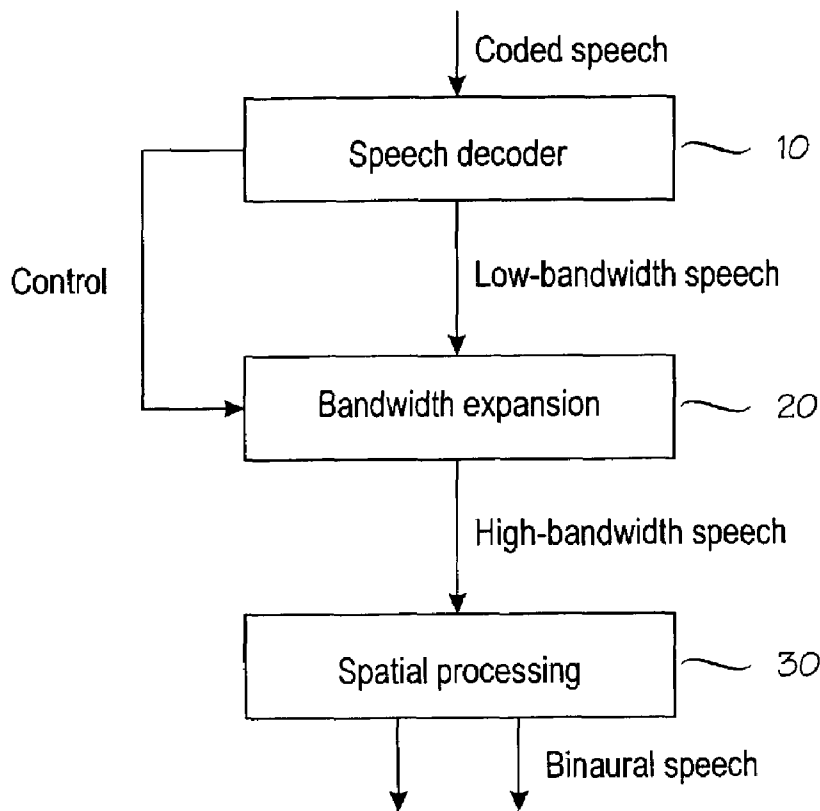 Coded speech
Speech decoder
10
Control
Low-bandwidth speech
Bandwidth expansion
20
High-bandwidth speech
Spatial processing
30
Binaural speech